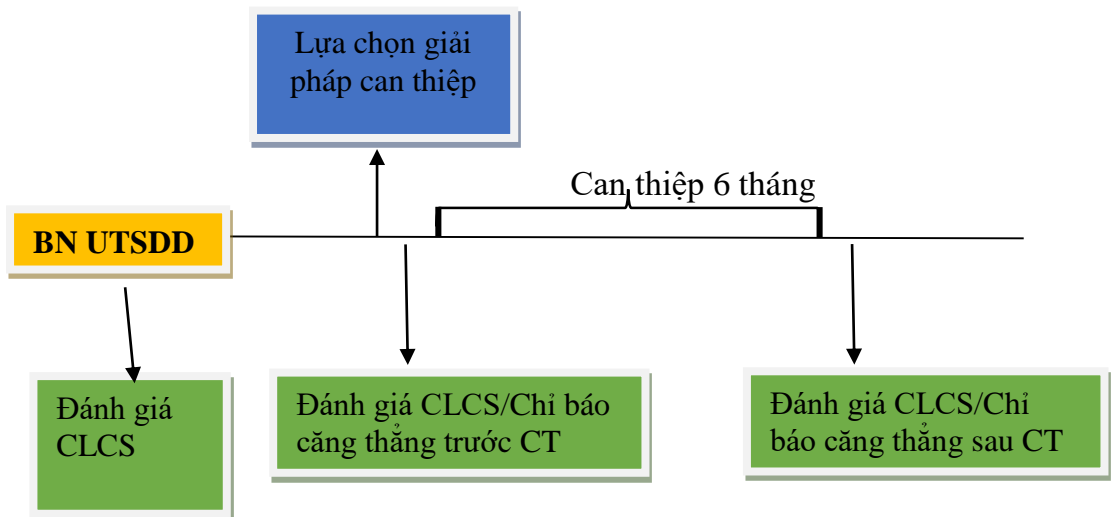 Lựa chọn giải
pháp can thiệp
Can thiệp 6 tháng
BN UTSDD
Đánh giá
CLCS
Đánh giá CLCS/Chỉ báo
căng thẳng trước CT
Đánh giá CLCS/Chỉ
báo căng thẳng sau CT